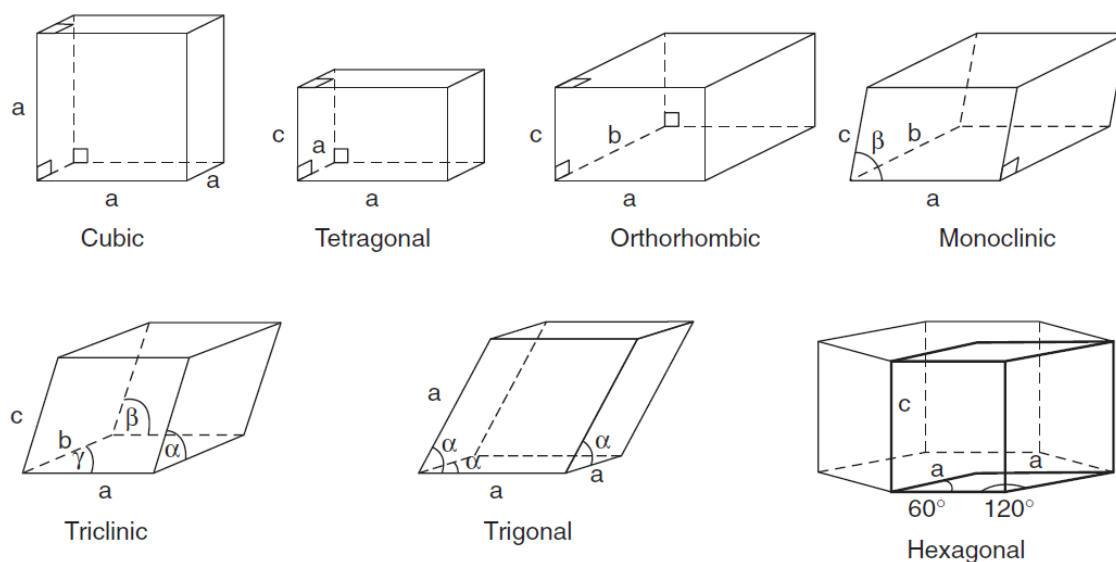 a
a
a
Cubic
c
a
a
Tetragonal
c
b
a
Orthorhombic
c
β
b
a
Monoclinic
c
b
γ
β
α
a
Triclinic
a
α
α
α
a
a
Trigonal
c
a
a
60°
120°
Hexagonal